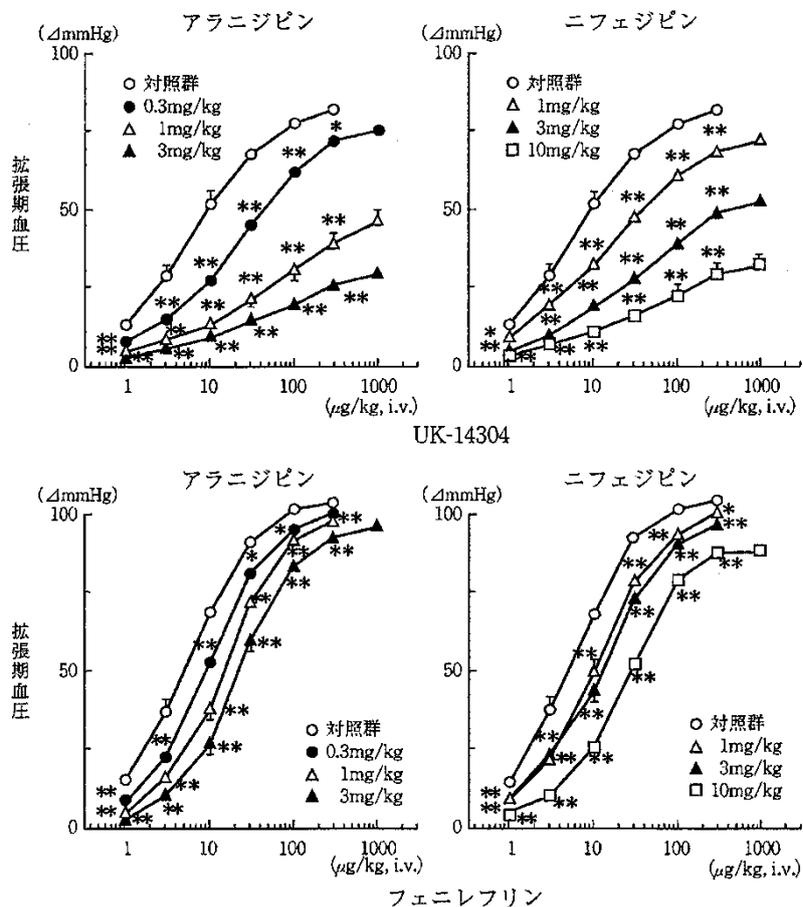 アラニジピン
ニフェジピン
(⊿mmHg)
100
50
0
拡張期血圧
○ 対照群
● 0.3mg/kg
△ 1mg/kg
▲ 3mg/kg
** ** ** ** ** ** ** ** ** ** ** ** ** ** ** ** * ** **
1 10 100 1000
(μg/kg, i.v.)
(⊿mmHg)
100
50
0
○ 対照群
△ 1mg/kg
▲ 3mg/kg
□ 10mg/kg
* ** ** ** ** ** ** ** ** ** ** ** ** ** ** ** ** ** **
1 10 100 1000
(μg/kg, i.v.)
UK-14304
アラニジピン
ニフェジピン
(⊿mmHg)
100
50
0
拡張期血圧
○ 対照群
● 0.3mg/kg
△ 1mg/kg
▲ 3mg/kg
** ** ** ** ** ** ** ** ** * ** ** * ** ** ** **
1 10 100 1000
(μg/kg, i.v.)
(⊿mmHg)
100
50
0
○ 対照群
△ 1mg/kg
▲ 3mg/kg
□ 10mg/kg
** ** ** ** ** ** ** ** ** ** ** ** ** ** ** * ** **
1 10 100 1000
(μg/kg, i.v.)
フェニレフリン